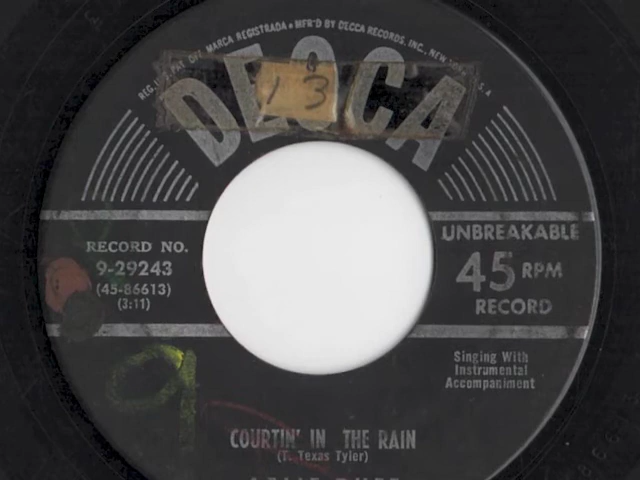 REG. U.S. PAT. OFF. MARCA REGISTRADA • MFR'D BY DECCA RECORDS, INC., NEW YORK, U.S.A.
DECCA
13
RECORD NO.
9-29243
(45-86613)
(3:11)
UNBREAKABLE
45 RPM
RECORD
Singing With
Instrumental
Accompaniment
9
COURTIN' IN THE RAIN
(T. Texas Tyler)